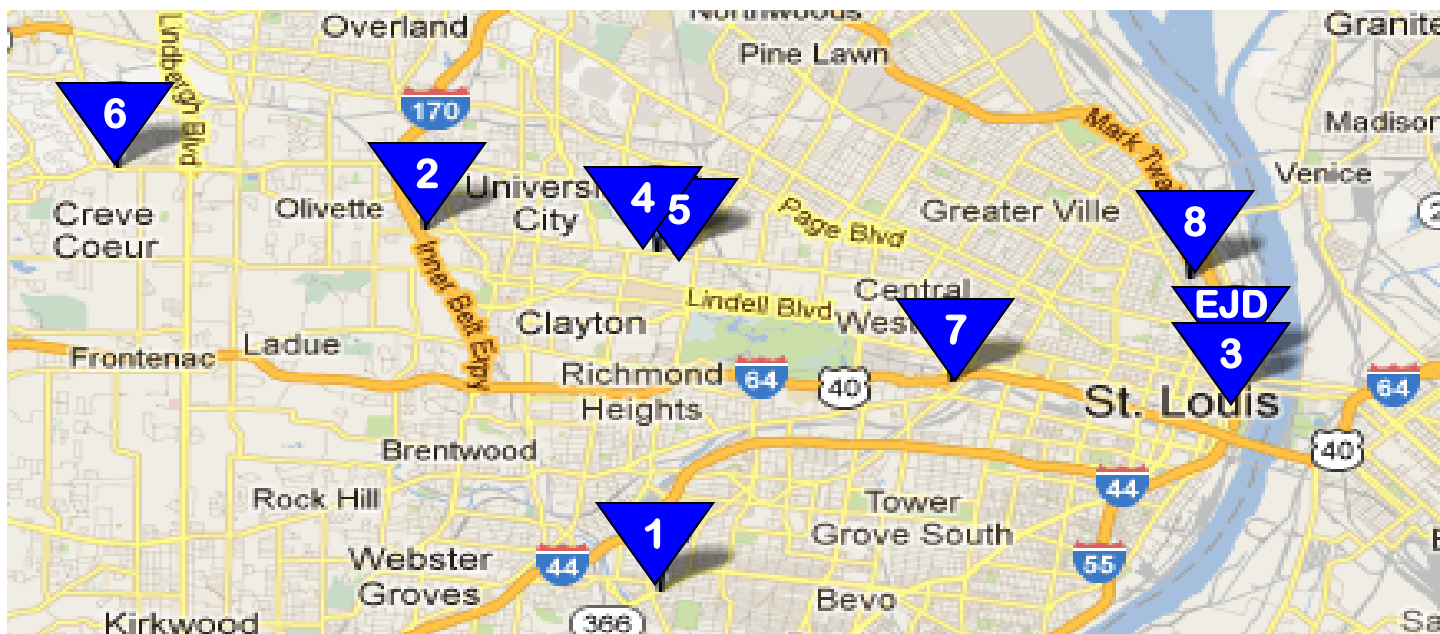 Northwoods
Overland
Granite
Pine Lawn
Lindbergh Blvd
6
170
Madison
Mark Twa
2
Universi
City
4
5
Venice
Creve
Coeur
Olivette
Page Blvd
Greater Ville
8
Inner Belt Expy
Lindell Blvd
Central
West
EJD
Clayton
7
3
Frontenac
Ladue
Richmond
Heights
64
40
St. Louis
64
Brentwood
40
Rock Hill
44
Tower
Grove South
1
Webster
Groves
44
55
Bevo
Kirkwood
366